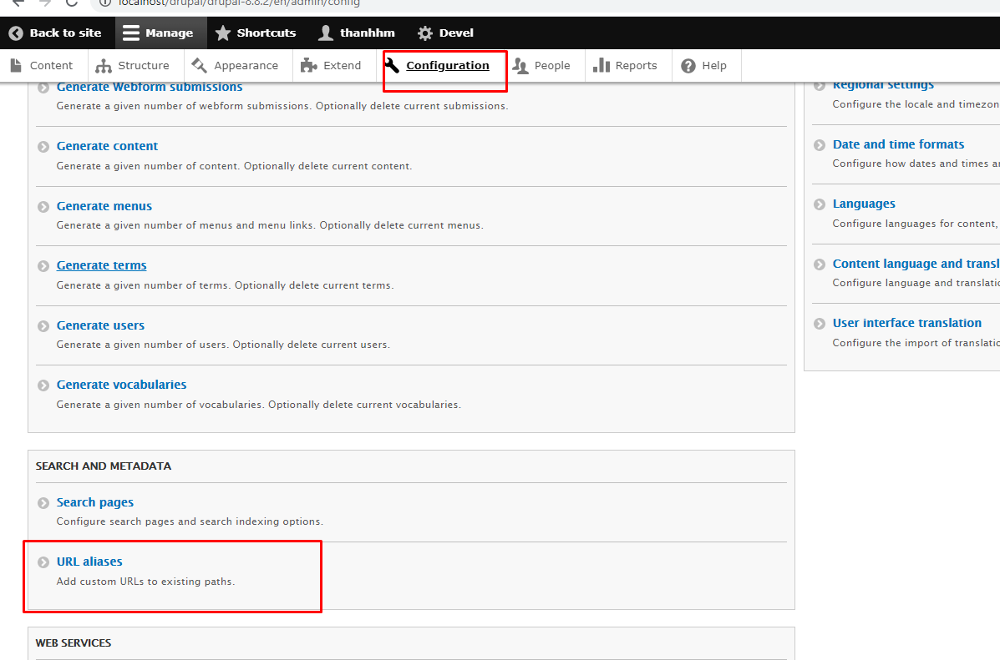 localhost/drupal/drupal-8.8.2/en/admin/config
Back to site
Manage
Shortcuts
thanhhm
Devel
Content
Structure
Appearance
Extend
Configuration
People
Reports
Help
Generate Webform submissions
Generate a given number of webform submissions. Optionally delete current submissions.
Generate content
Generate a given number of content. Optionally delete current content.
Generate menus
Generate a given number of menus and menu links. Optionally delete current menus.
Generate terms
Generate a given number of terms. Optionally delete current terms.
Generate users
Generate a given number of users. Optionally delete current users.
Generate vocabularies
Generate a given number of vocabularies. Optionally delete current vocabularies.
SEARCH AND METADATA
Search pages
Configure search pages and search indexing options.
URL aliases
Add custom URLs to existing paths.
WEB SERVICES
Regional settings
Configure the locale and timezon
Date and time formats
Configure how dates and times a
Languages
Configure languages for content,
Content language and transl
Configure language and translatio
User interface translation
Configure the import of translatio